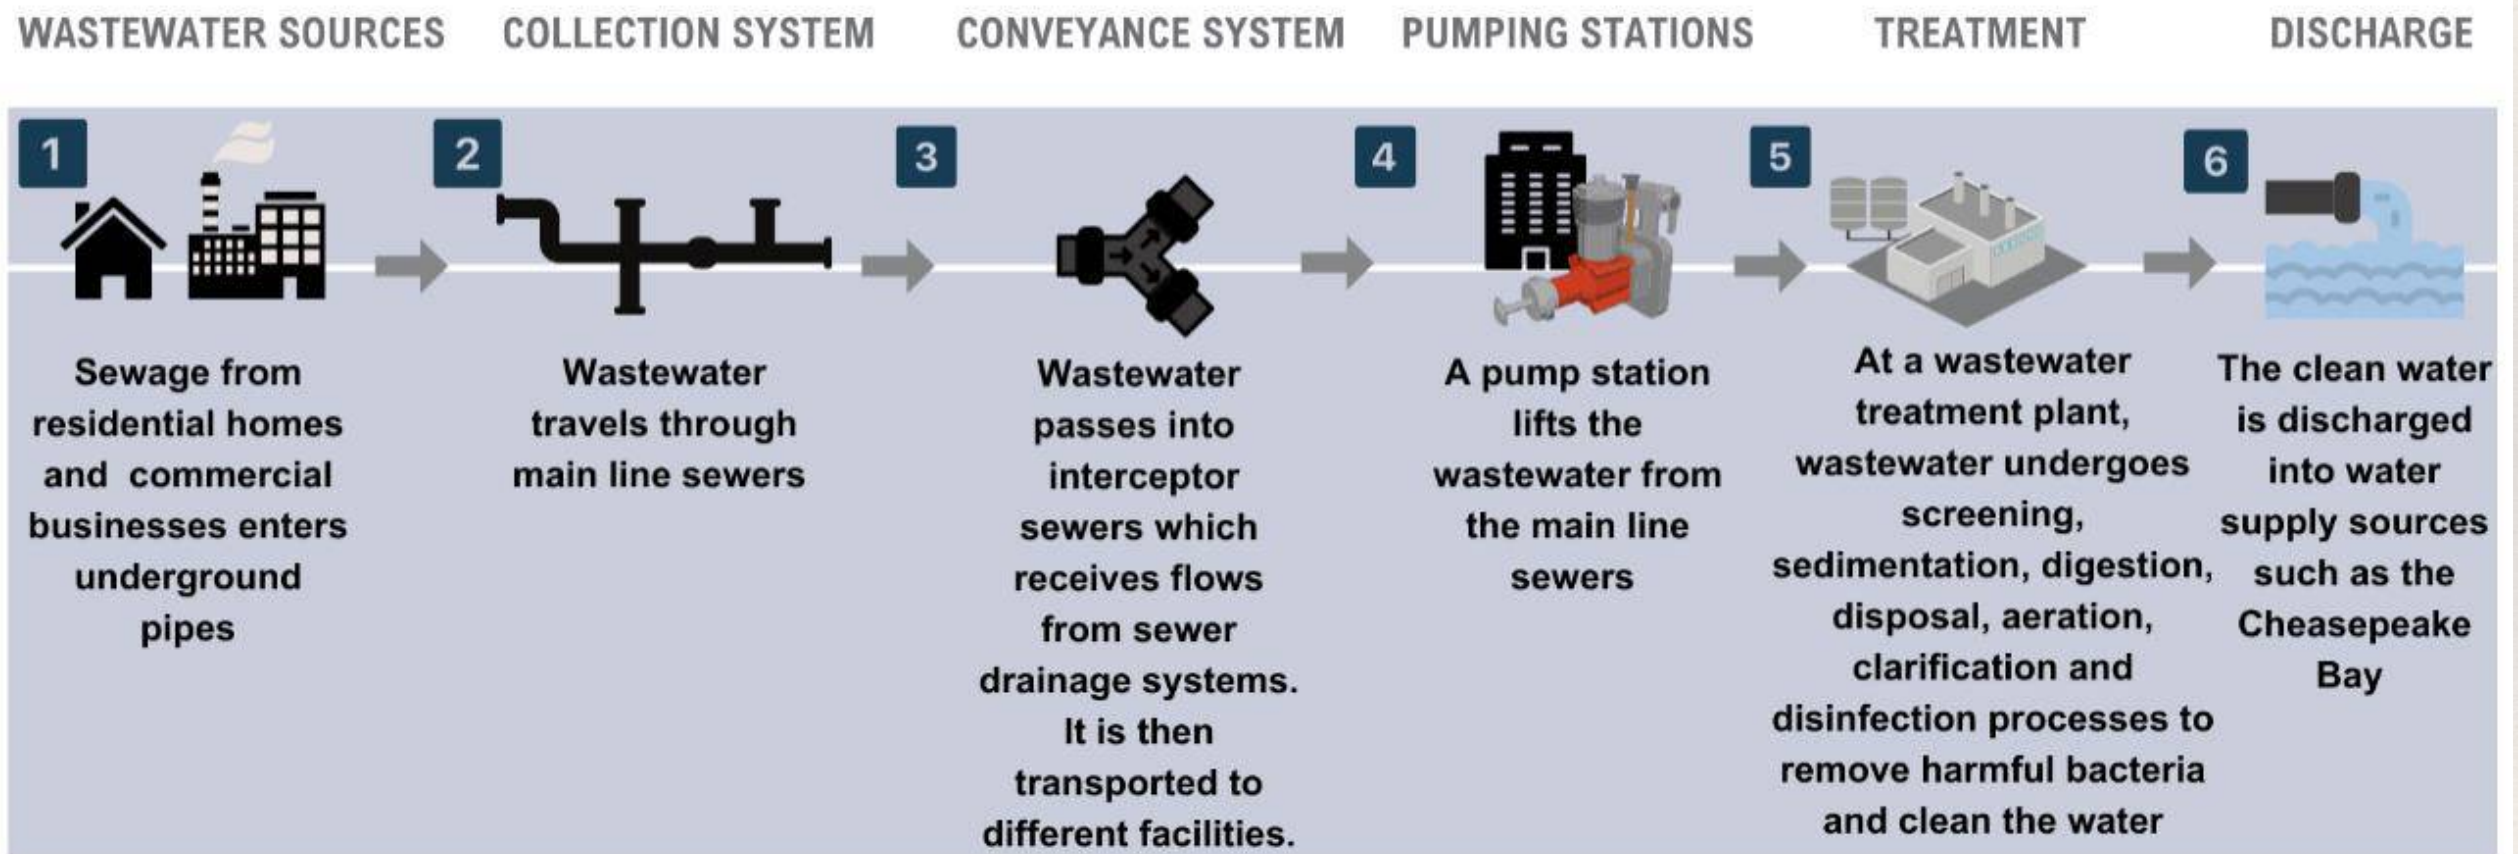 WASTEWATER SOURCES
COLLECTION SYSTEM
CONVEYANCE SYSTEM
PUMPING STATIONS
TREATMENT
DISCHARGE
1
Sewage from
residential homes
and commercial
businesses enters
underground
pipes
2
Wastewater
travels through
main line sewers
3
Wastewater
passes into
interceptor
sewers which
receives flows
from sewer
drainage systems.
It is then
transported to
different facilities.
4
A pump station
lifts the
wastewater from
the main line
sewers
5
At a wastewater
treatment plant,
wastewater undergoes
screening,
sedimentation, digestion,
disposal, aeration,
clarification and
disinfection processes to
remove harmful bacteria
and clean the water
6
The clean water
is discharged
into water
supply sources
such as the
Cheasepeake
Bay